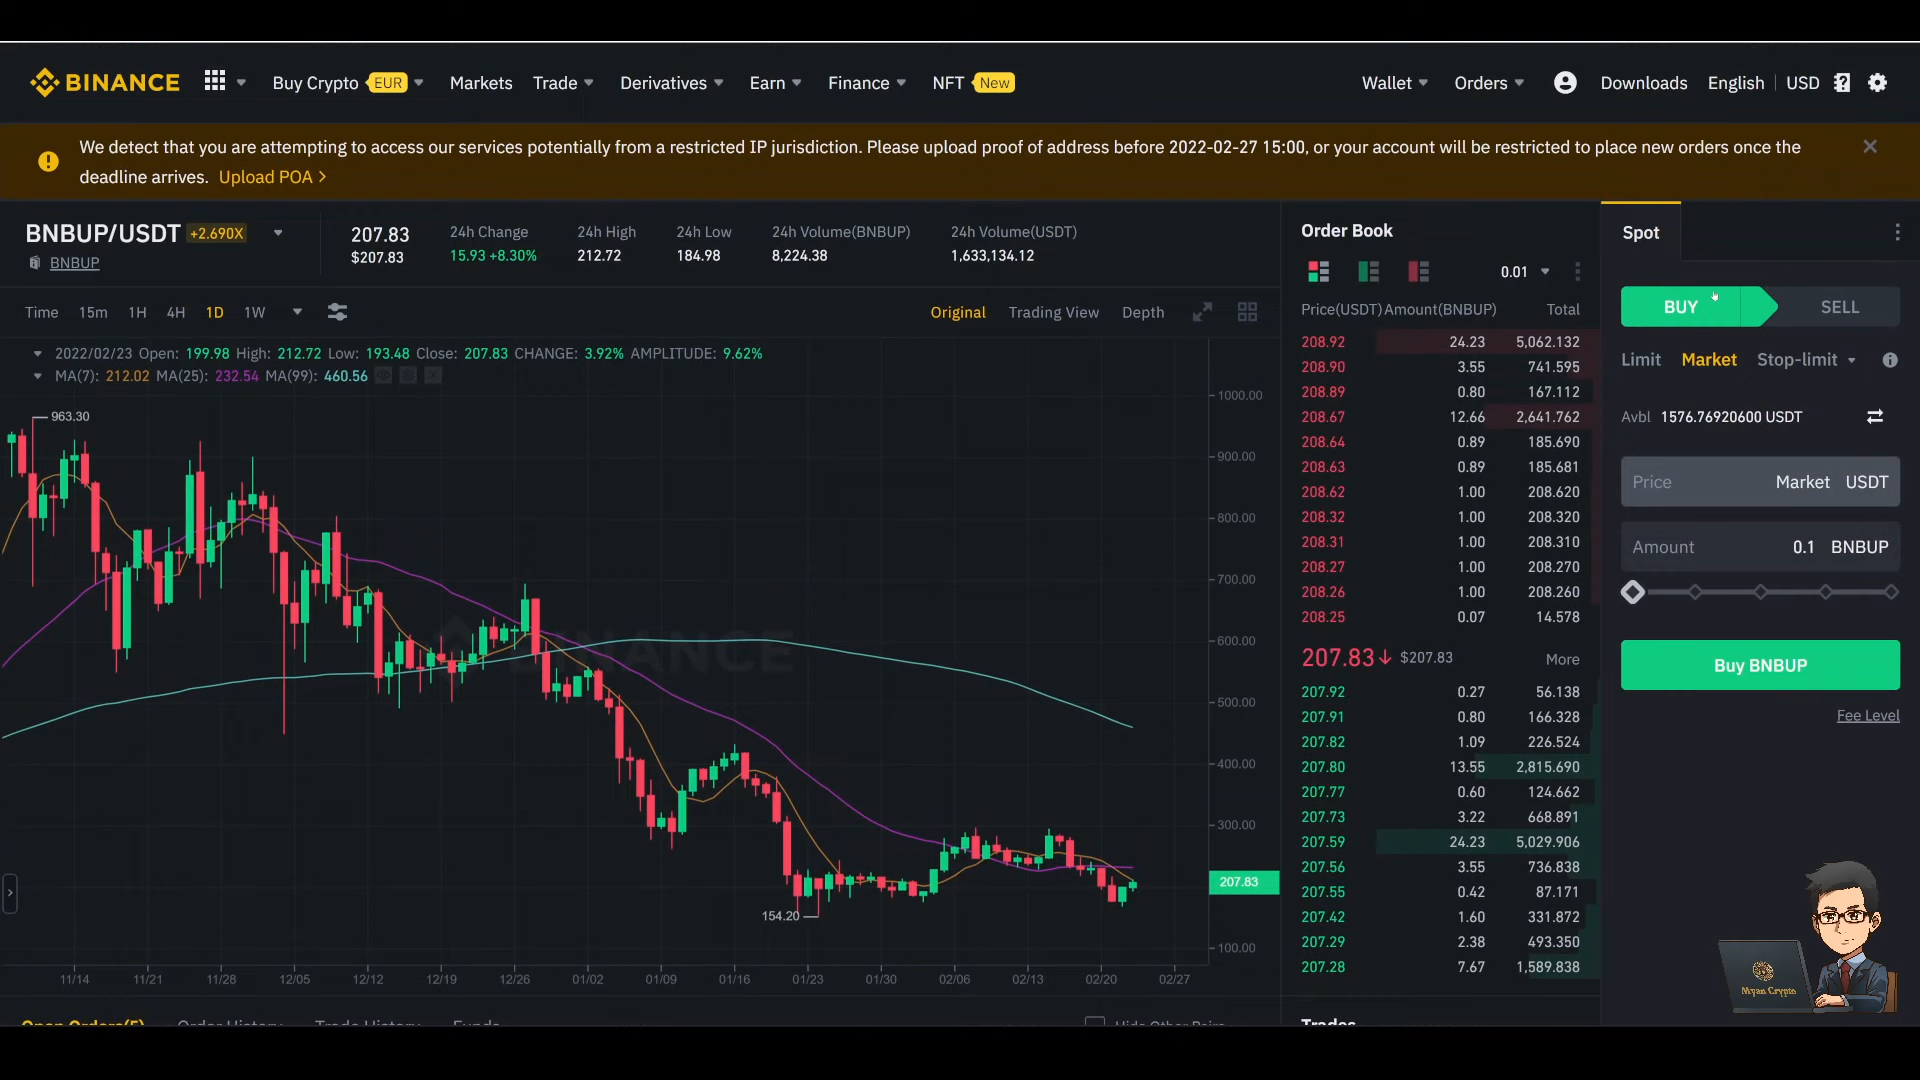 BINANCE
Buy Crypto EUR Markets Trade Derivatives Earn Finance NFT New Wallet Orders Downloads English USD
We detect that you are attempting to access our services potentially from a restricted IP jurisdiction. Please upload proof of address before 2022-02-27 15:00, or your account will be restricted to place new orders once the
deadline arrives. Upload POA >
BNBUP/USDT +2.690X
BNBUP
207.83
$207.83
24h Change
15.93 +8.30%
24h High
212.72
24h Low
184.98
24h Volume(BNBUP)
8,224.38
24h Volume(USDT)
1,633,134.12
Time 15m 1H 4H 1D 1W
Original Trading View Depth
2022/02/23 Open: 199.98 High: 212.72 Low: 193.48 Close: 207.83 CHANGE: 3.92% AMPLITUDE: 9.62%
MA(7): 212.02 MA(25): 232.54 MA(99): 460.56
963.30
154.20
BINANCE
1000.00
900.00
800.00
700.00
600.00
500.00
400.00
300.00
207.83
100.00
11/14 11/21 11/28 12/05 12/12 12/19 12/26 01/02 01/09 01/16 01/23 01/30 02/06 02/13 02/20 02/27
Open Orders(5) Order History Trade History Funds
Hide Other Pairs
Order Book
0.01
Price(USDT) Amount(BNBUP) Total
208.92 24.23 5,062.132
208.90 3.55 741.595
208.89 0.80 167.112
208.67 12.66 2,641.762
208.64 0.89 185.690
208.63 0.89 185.681
208.62 1.00 208.620
208.32 1.00 208.320
208.31 1.00 208.310
208.27 1.00 208.270
208.26 1.00 208.260
208.25 0.07 14.578
207.83↓ $207.83 More
207.92 0.27 56.138
207.91 0.80 166.328
207.82 1.09 226.524
207.80 13.55 2,815.690
207.77 0.60 124.662
207.73 3.22 668.891
207.59 24.23 5,029.906
207.56 3.55 736.838
207.55 0.42 87.171
207.42 1.60 331.872
207.29 2.38 493.350
207.28 7.67 1,589.838
Trades
Spot
BUY SELL
Limit Market Stop-limit
Avbl 1576.76920600 USDT
Price Market USDT
Amount 0.1 BNBUP
Buy BNBUP
Fee Level
Myan Crypto